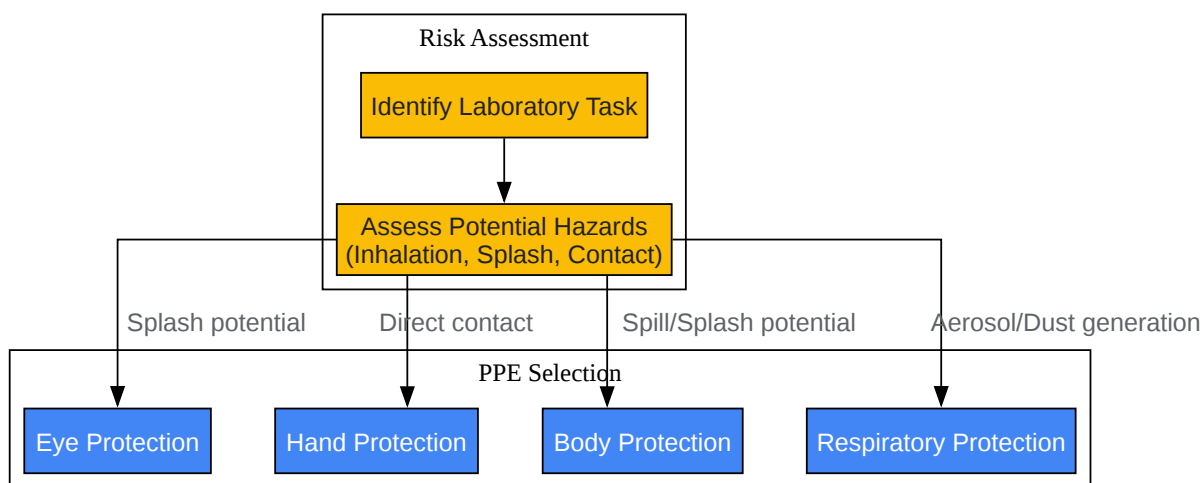 Risk Assessment
Identify Laboratory Task
Assess Potential Hazards
(Inhalation, Splash, Contact)
Splash potential
Direct contact
Spill/Splash potential
Aerosol/Dust generation
PPE Selection
Eye Protection
Hand Protection
Body Protection
Respiratory Protection